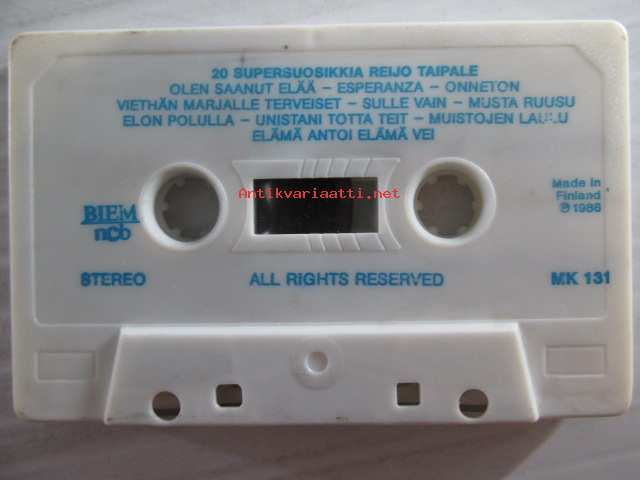 20 SUPERSUOSIKKIA REIJO TAIPALE
OLEN SAANUT ELÄÄ – ESPERANZA – ONNETON
VIETHÄN MARJALLE TERVEISET – SULLE VAIN – MUSTA RUUSU
ELON POLULLA – UNISTANI TOTTA TEIT – MUISTOJEN LAULU
ELÄMÄ ANTOI ELÄMÄ VEI
Antikvariaatti.net
BIEM
ncb
Made in
Finland
℗ 1986
STEREO
ALL RIGHTS RESERVED
MK 131